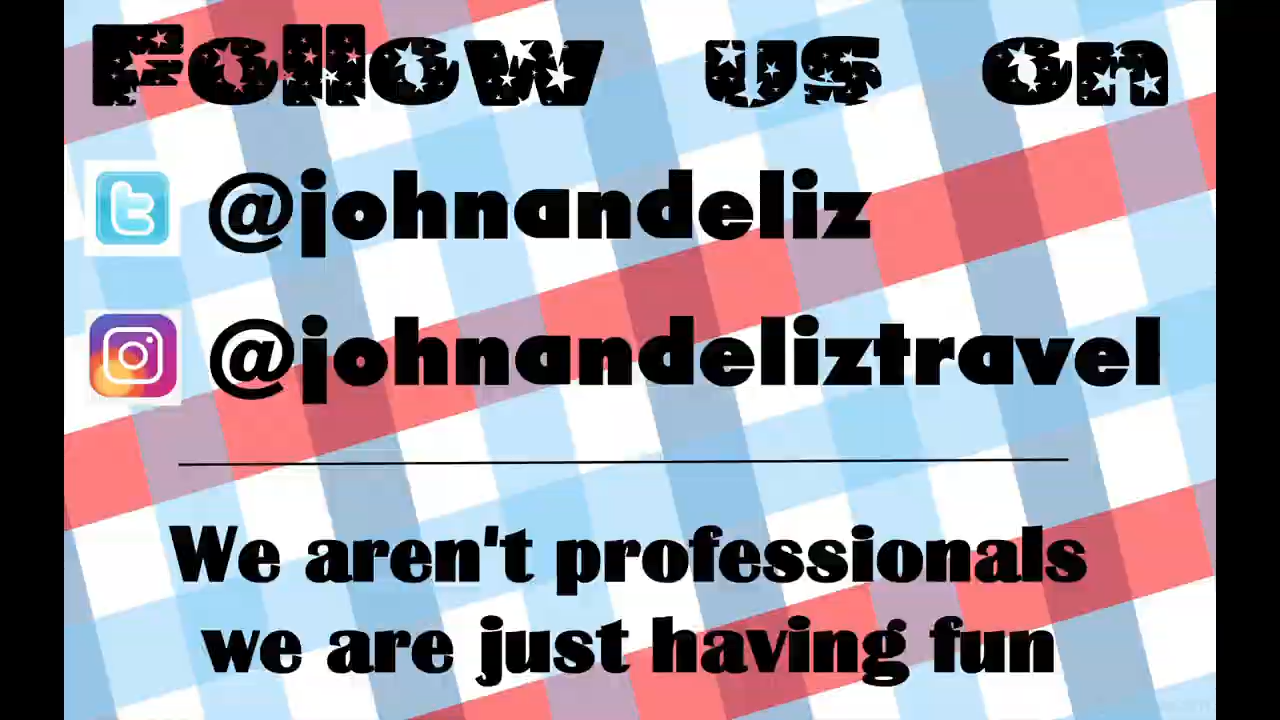 Follow us on
@johnandeliz
@johnandeliztravel
We aren't professionals
we are just having fun